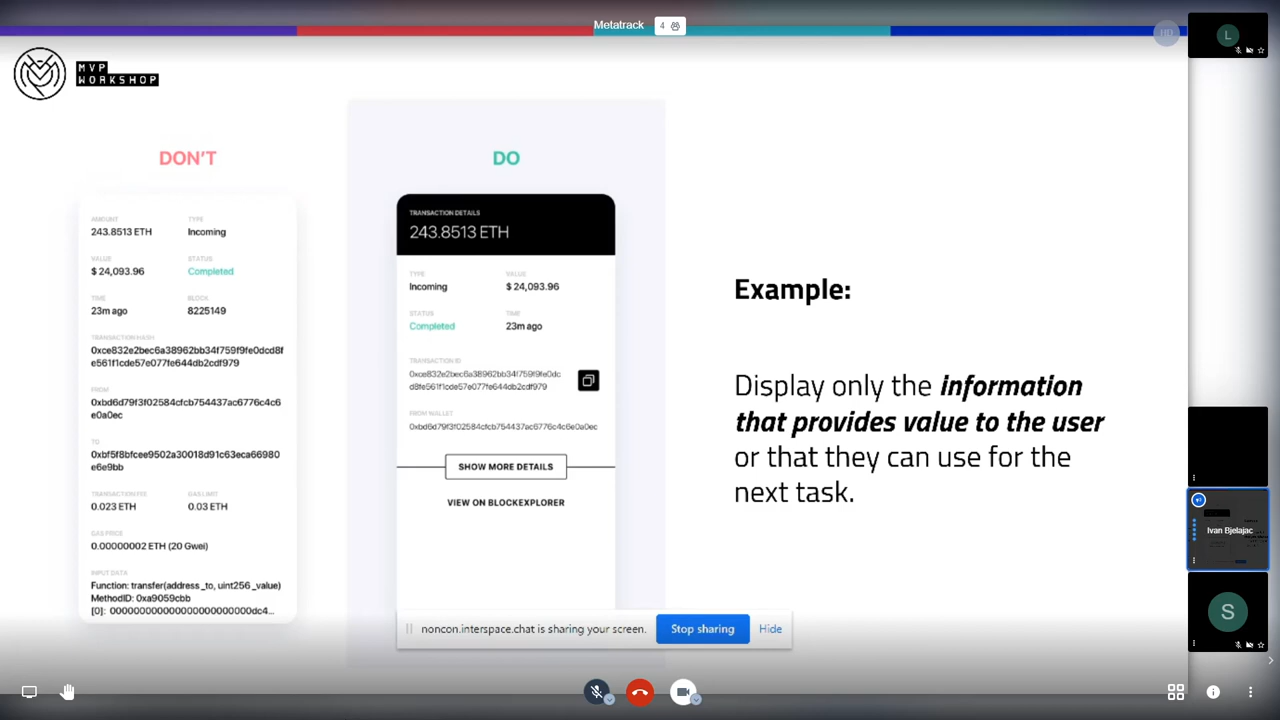 Metatrack 4
BD
L
MVP
WORKSHOP
DON'T
AMOUNT TYPE
243.8513 ETH Incoming
VALUE STATUS
$ 24,093.96 Completed
TIME BLOCK
23m ago 8225149
TRANSACTION HASH
0xce832e2bec6a38962bb34f759f9fe0dcd8f
e561f1cde57e077fe644db2cdf979
FROM
0xbd6d79f3f02584cfcb754437ac6776c4c6
e0a0ec
TO
0xbf5f8bfcee9502a30018d91c63eca66980
e6e9bb
TRANSACTION FEE GAS LIMIT
0.023 ETH 0.03 ETH
GAS PRICE
0.00000002 ETH (20 Gwei)
INPUT DATA
Function: transfer(address _to, uint256 _value)
MethodID: 0xa9059cbb
[0]: 0000000000000000000000000dc4...
DO
TRANSACTION DETAILS
243.8513 ETH
TYPE VALUE
Incoming $ 24,093.96
STATUS TIME
Completed 23m ago
TRANSACTION ID
0xce832e2bec6a38962bb34f759f9fe0dc
d8fe561f1cde57e077fe644db2cdf979
FROM WALLET
0xbd6d79f3f02584cfcb754437ac6776c4c6e0a0ec
SHOW MORE DETAILS
VIEW ON BLOCKEXPLORER
Example:
Display only the information
that provides value to the user
or that they can use for the
next task.
Ivan Bjelajac
S
noncon.interspace.chat is sharing your screen. Stop sharing Hide